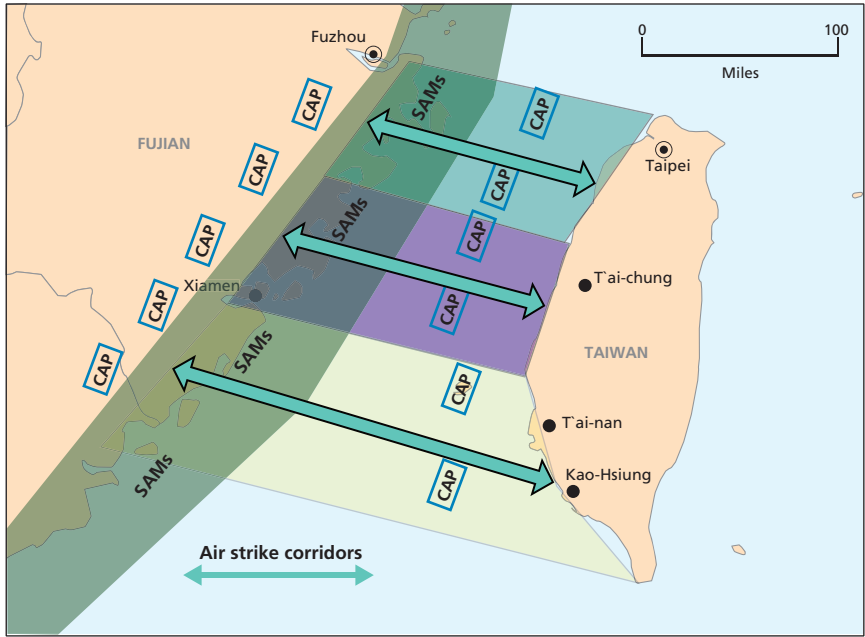 Fuzhou
0 100
Miles
CAP
SAMs
CAP
FUJIAN
CAP
Taipei
CAP
SAMs
CAP
CAP
T`ai-chung
Xiamen
CAP
CAP
SAMs
TAIWAN
CAP
CAP
T`ai-nan
SAMs
Kao-Hsiung
CAP
Air strike corridors